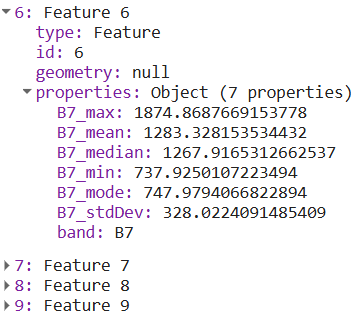 6: Feature 6
type: Feature
id: 6
geometry: null
properties: Object (7 properties)
B7_max: 1874.8687669153778
B7_mean: 1283.328153534432
B7_median: 1267.9165312662537
B7_min: 737.9250107223494
B7_mode: 747.9794066822894
B7_stdDev: 328.0224091485409
band: B7
7: Feature 7
8: Feature 8
9: Feature 9